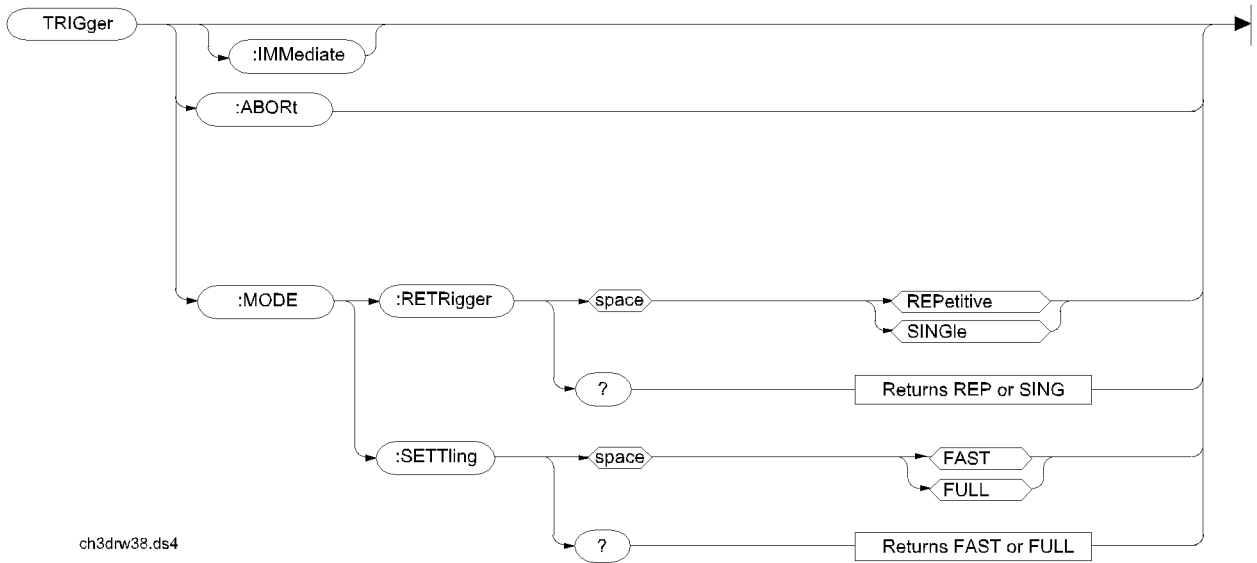 TRIGger
:IMMediate
:ABORt
:MODE
:RETRigger
space
REPetitive
SINGle
?
Returns REP or SING
:SETTling
space
FAST
FULL
?
Returns FAST or FULL
ch3drw38.ds4